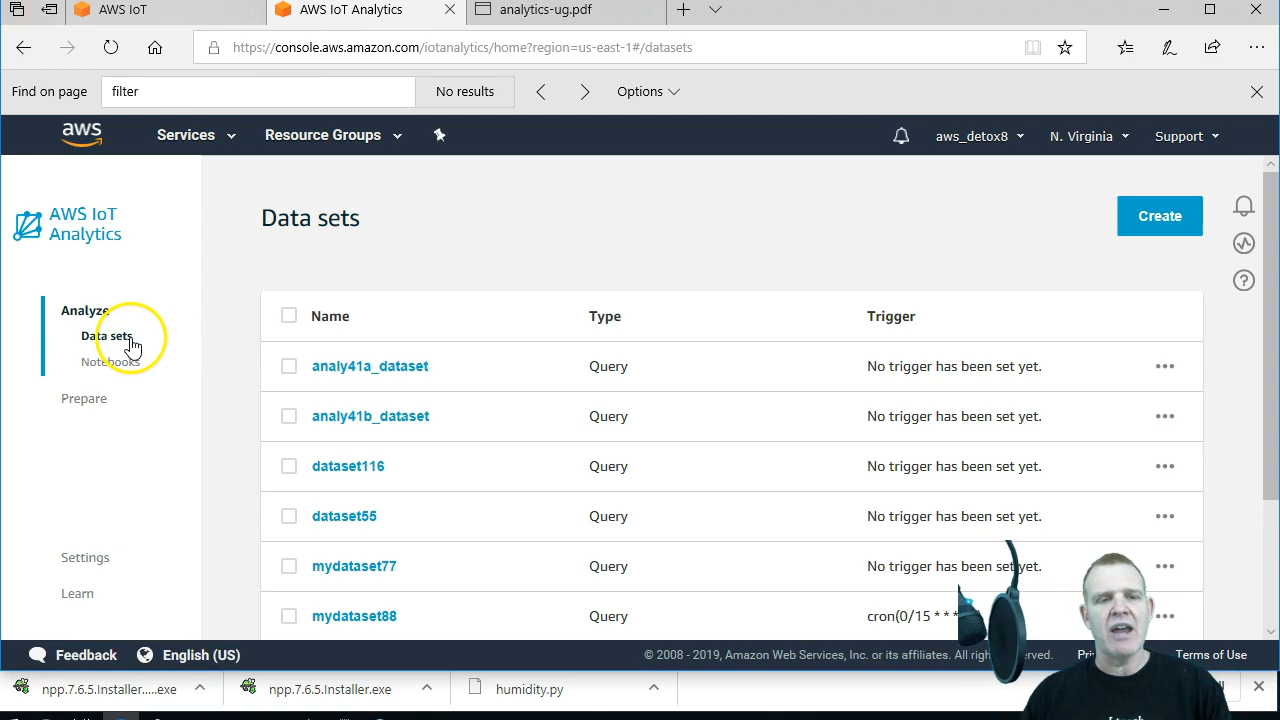 AWS IoT
AWS IoT Analytics
analytics-ug.pdf
https://console.aws.amazon.com/iotanalytics/home?region=us-east-1#/datasets
Find on page
filter
No results
Options
aws
Services
Resource Groups
aws_detox8
N. Virginia
Support
AWS IoT
Analytics
Analyze
Data sets
Notebooks
Prepare
Settings
Learn
Data sets
Create
Name Type Trigger
analy41a_dataset Query No trigger has been set yet.
analy41b_dataset Query No trigger has been set yet.
dataset116 Query No trigger has been set yet.
dataset55 Query No trigger has been set yet.
mydataset77 Query No trigger has been set yet.
mydataset88 Query cron(0/15 * * *
Feedback
English (US)
© 2008 - 2019, Amazon Web Services, Inc. or its affiliates. All
Terms of Use
npp.7.6.5.Installer.....exe
npp.7.6.5.Installer.exe
humidity.py